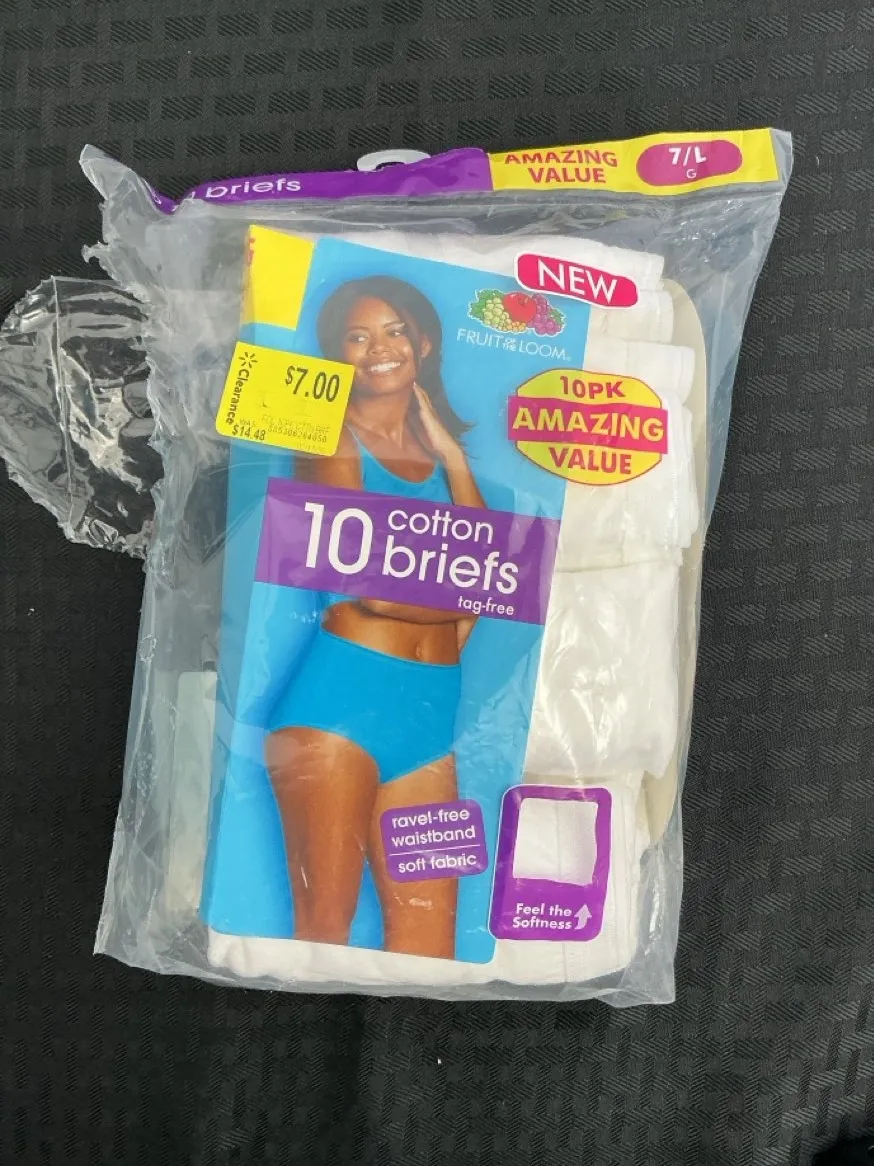 briefs
AMAZING
VALUE
7/L
G
NEW
FRUIT OF THE LOOM®
10PK
AMAZING
VALUE
Clearance
$7.00
WAS
$14.48
10 cotton
briefs
tag-free
ravel-free
waistband
soft fabric
Feel the
Softness